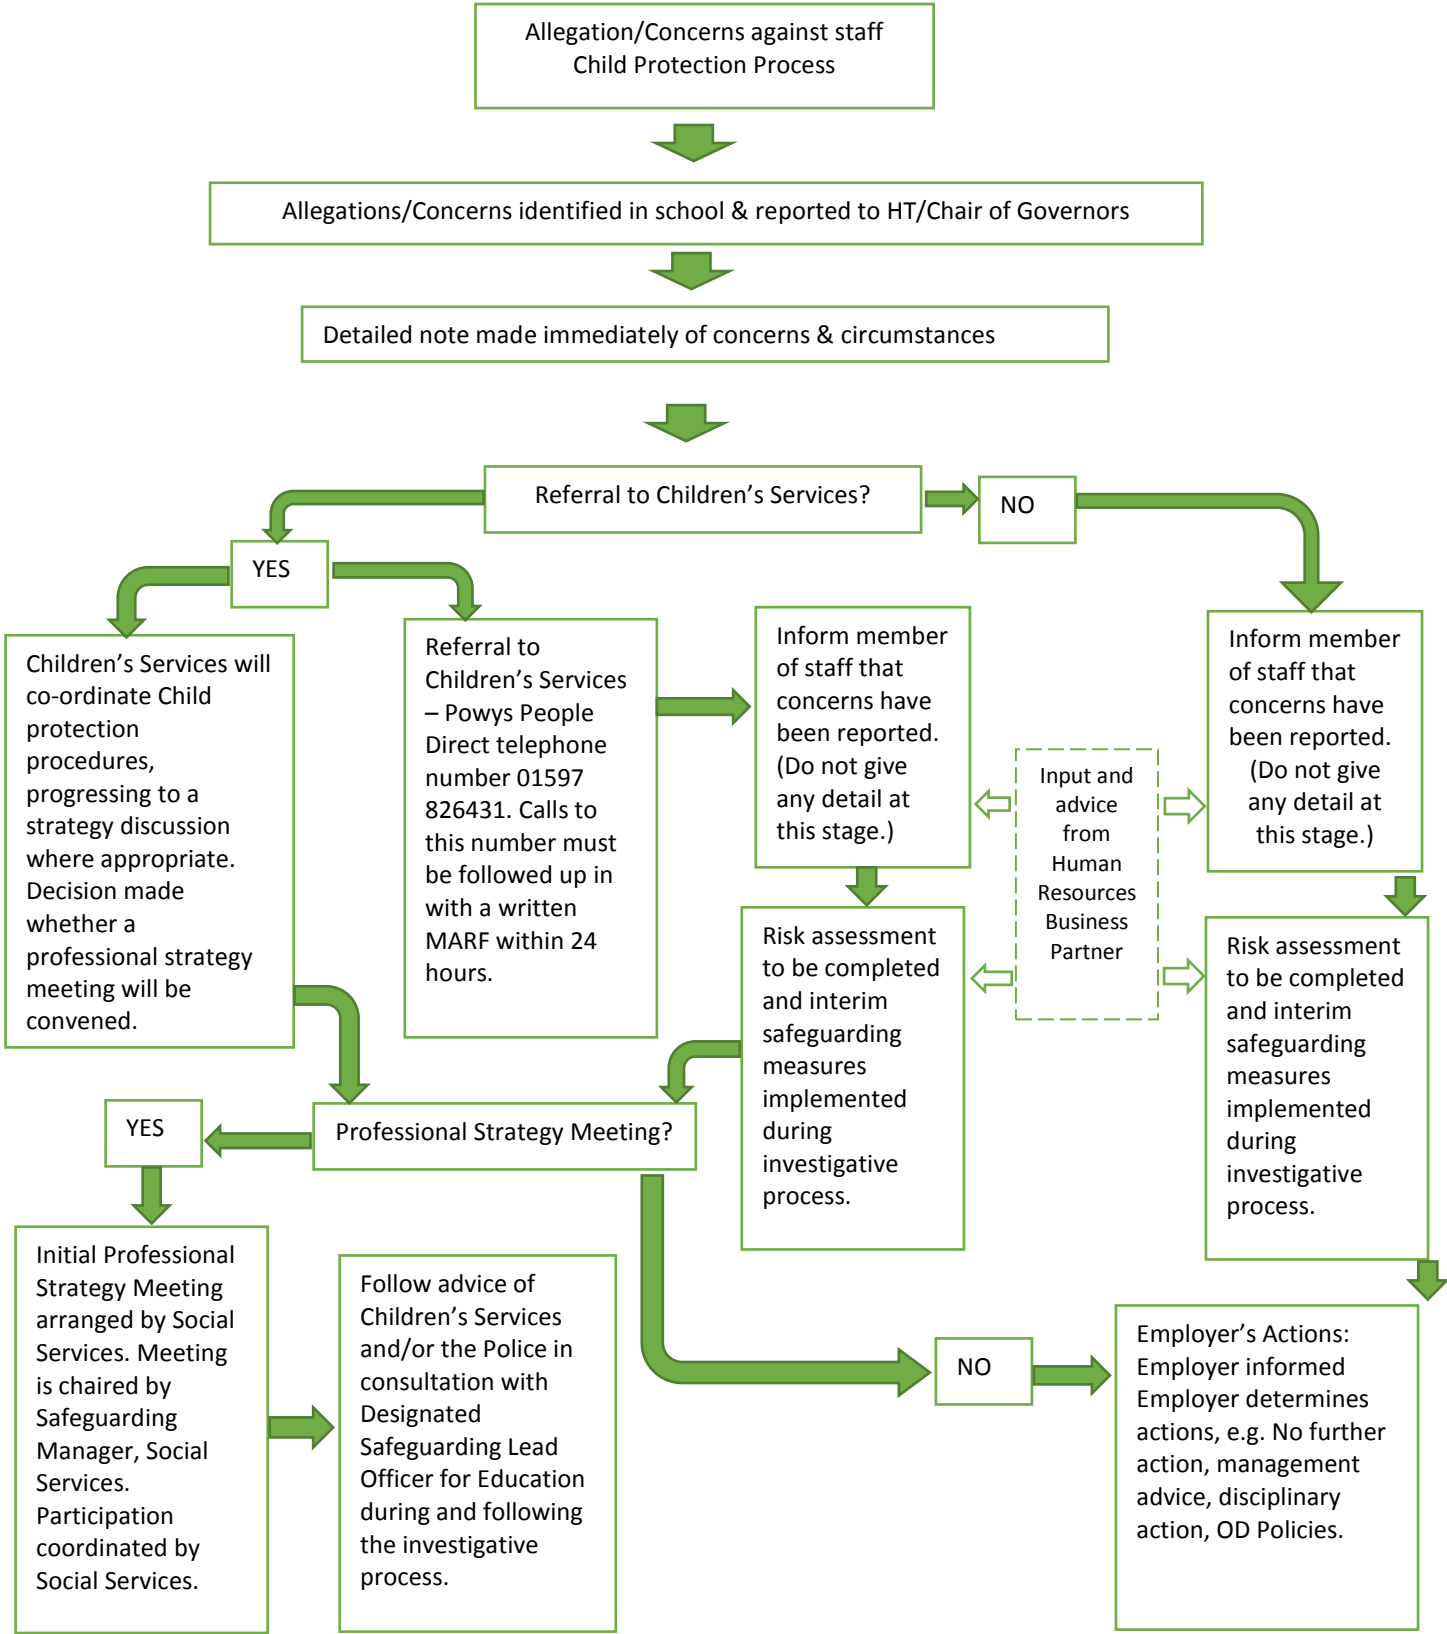 Allegation/Concerns against staff
Child Protection Process
Allegations/Concerns identified in school & reported to HT/Chair of Governors
Detailed note made immediately of concerns & circumstances
Referral to Children’s Services?
NO
YES
Children’s Services will
co-ordinate Child
protection
procedures,
progressing to a
strategy discussion
where appropriate.
Decision made
whether a
professional strategy
meeting will be
convened.
Referral to
Children’s Services
– Powys People
Direct telephone
number 01597
826431. Calls to
this number must
be followed up in
with a written
MARF within 24
hours.
Inform member
of staff that
concerns have
been reported.
(Do not give
any detail at
this stage.)
Input and
advice
from
Human
Resources
Business
Partner
Inform member
of staff that
concerns have
been reported.
(Do not give
any detail at
this stage.)
Risk assessment
to be completed
and interim
safeguarding
measures
implemented
during
investigative
process.
Risk assessment
to be completed
and interim
safeguarding
measures
implemented
during
investigative
process.
Professional Strategy Meeting?
YES
Initial Professional
Strategy Meeting
arranged by Social
Services. Meeting
is chaired by
Safeguarding
Manager, Social
Services.
Participation
coordinated by
Social Services.
Follow advice of
Children’s Services
and/or the Police in
consultation with
Designated
Safeguarding Lead
Officer for Education
during and following
the investigative
process.
NO
Employer’s Actions:
Employer informed
Employer determines
actions, e.g. No further
action, management
advice, disciplinary
action, OD Policies.